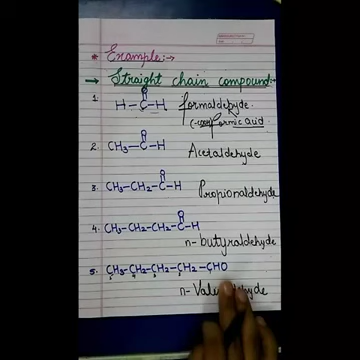 * Example:→
→ Straight chain compound:→
1. H–C–H formaldehyde
O
formic acid
2. CH3–C–H Acetaldehyde
O
3. CH3–CH2–C–H Propionaldehyde
O
4. CH3–CH2–CH2–C–H
O
n-butyraldehyde
5. CH3–CH2–CH2–CH2–CHO